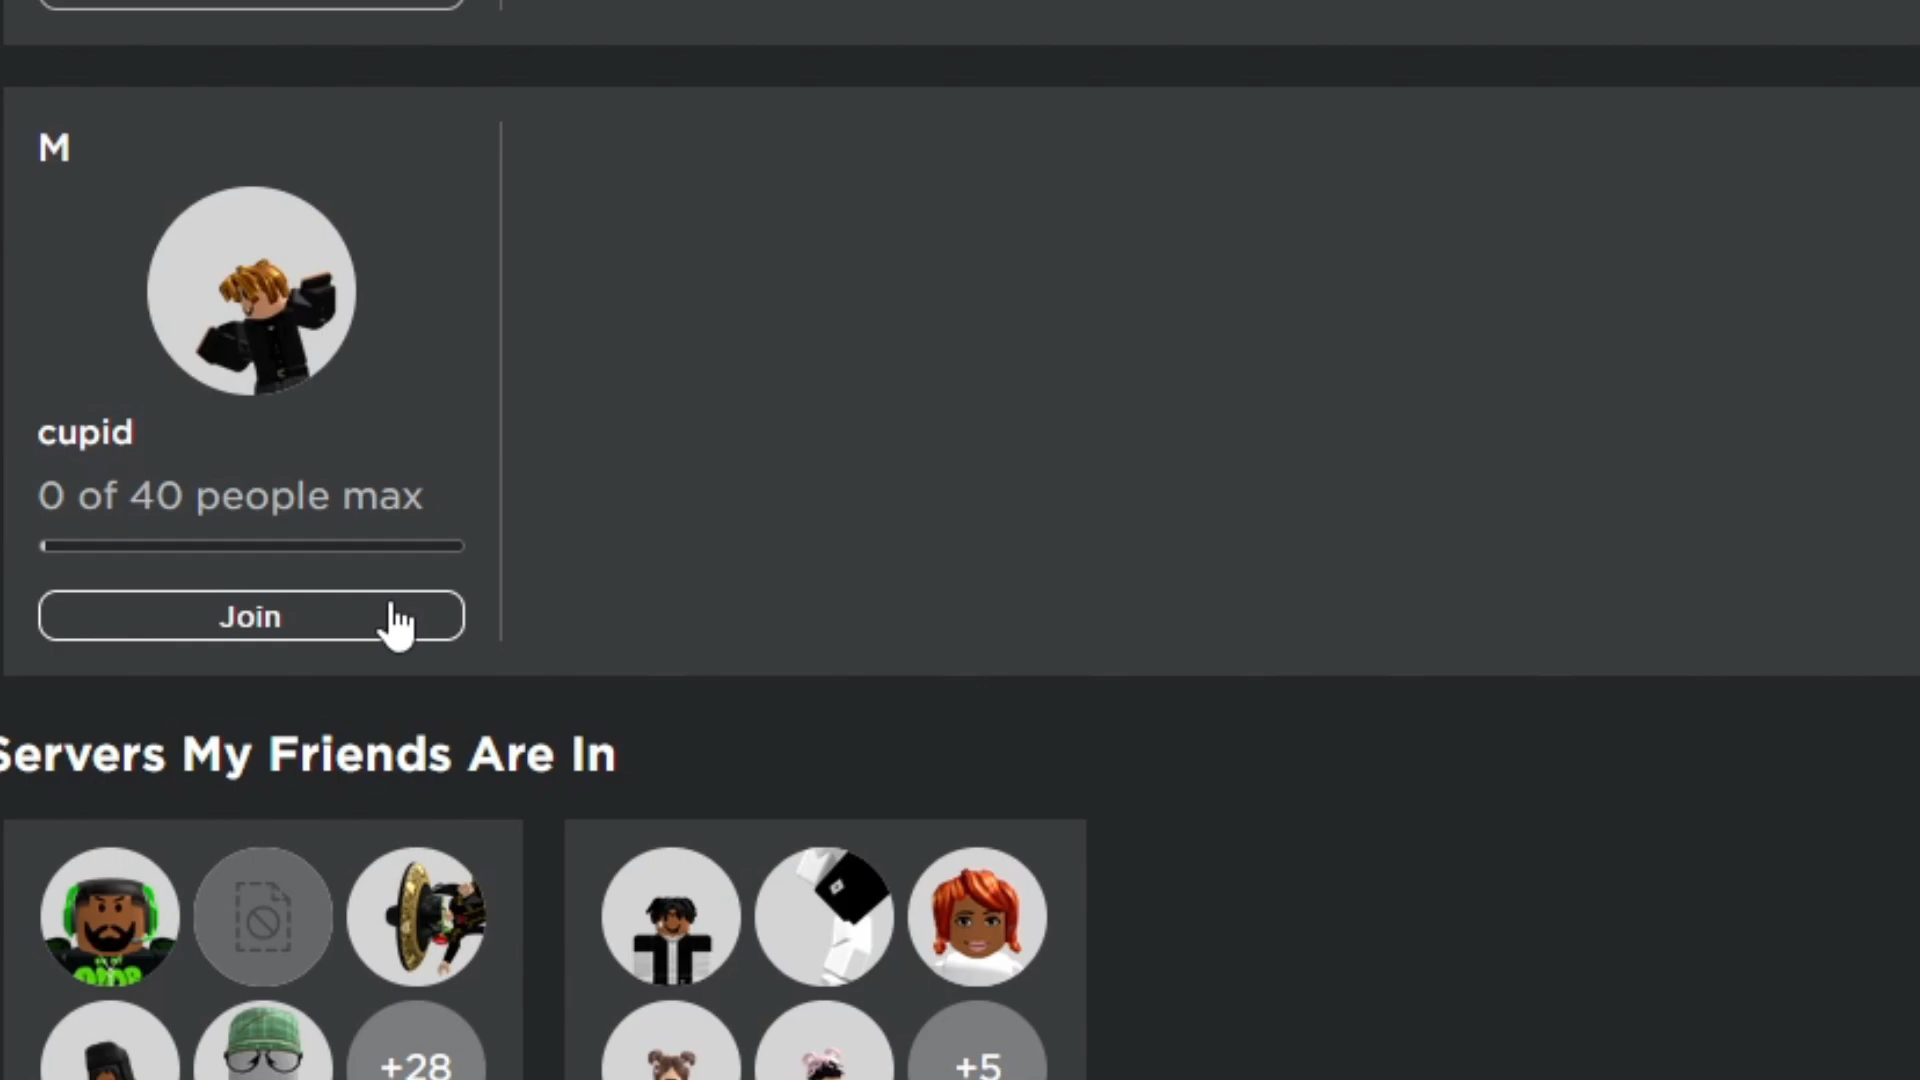 M
cupid
0 of 40 people max
Join
Servers My Friends Are In
+28
+5